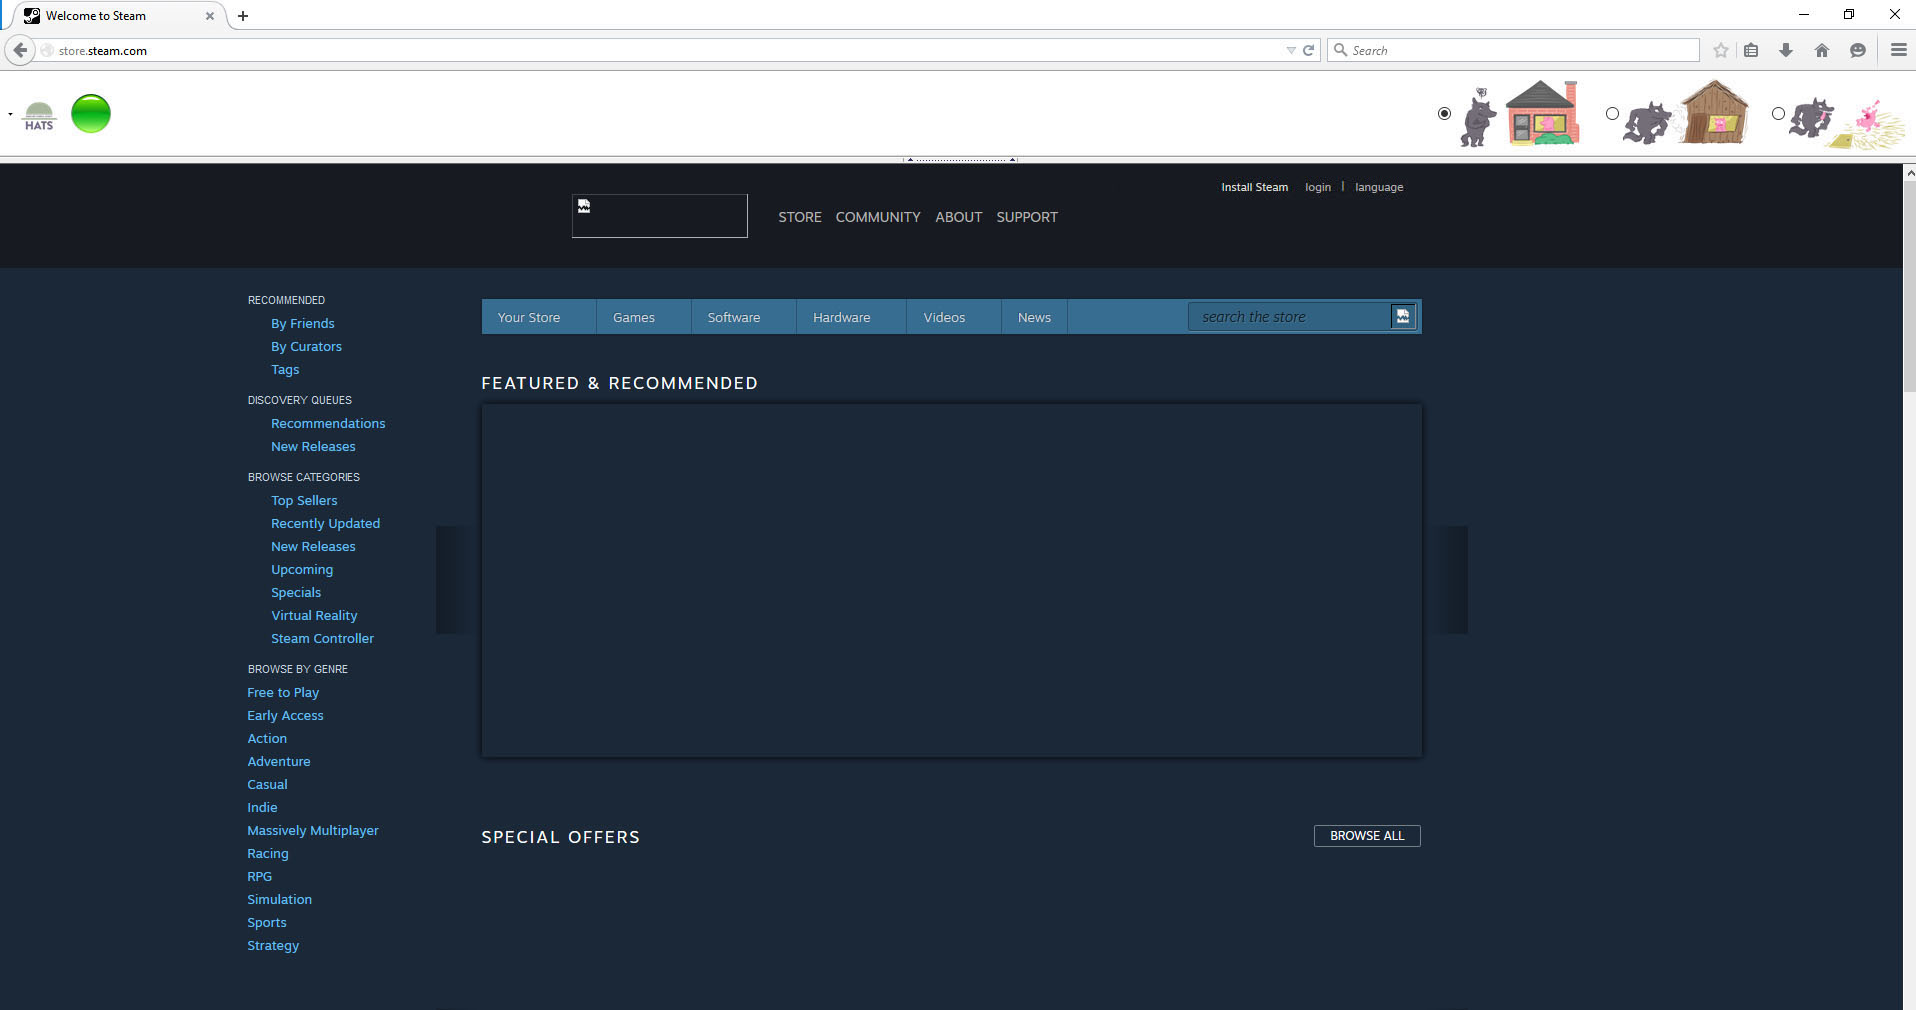 Welcome to Steam
store.steam.com
Search
HATS
Install Steam login | language
STORE COMMUNITY ABOUT SUPPORT
RECOMMENDED
By Friends
By Curators
Tags
DISCOVERY QUEUES
Recommendations
New Releases
BROWSE CATEGORIES
Top Sellers
Recently Updated
New Releases
Upcoming
Specials
Virtual Reality
Steam Controller
BROWSE BY GENRE
Free to Play
Early Access
Action
Adventure
Casual
Indie
Massively Multiplayer
Racing
RPG
Simulation
Sports
Strategy
Your Store Games Software Hardware Videos News search the store
FEATURED & RECOMMENDED
SPECIAL OFFERS BROWSE ALL